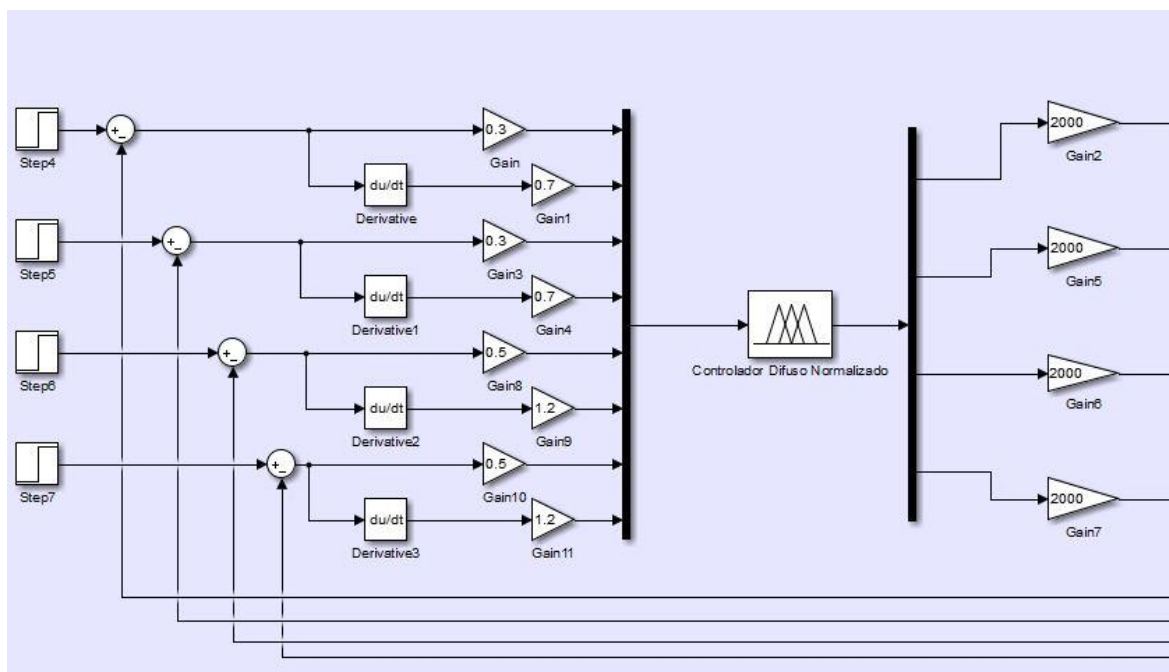 0.3
2000
Step4
Gain
Gain2
du/dt
0.7
Derivative
Gain1
0.3
2000
Step5
Gain3
Gain5
du/dt
0.7
Derivative1
Gain4
0.5
Controlador Difuso Normalizado
2000
Step6
Gain8
Gain6
du/dt
1.2
Derivative2
Gain9
0.5
2000
Step7
Gain10
Gain7
du/dt
1.2
Derivative3
Gain11